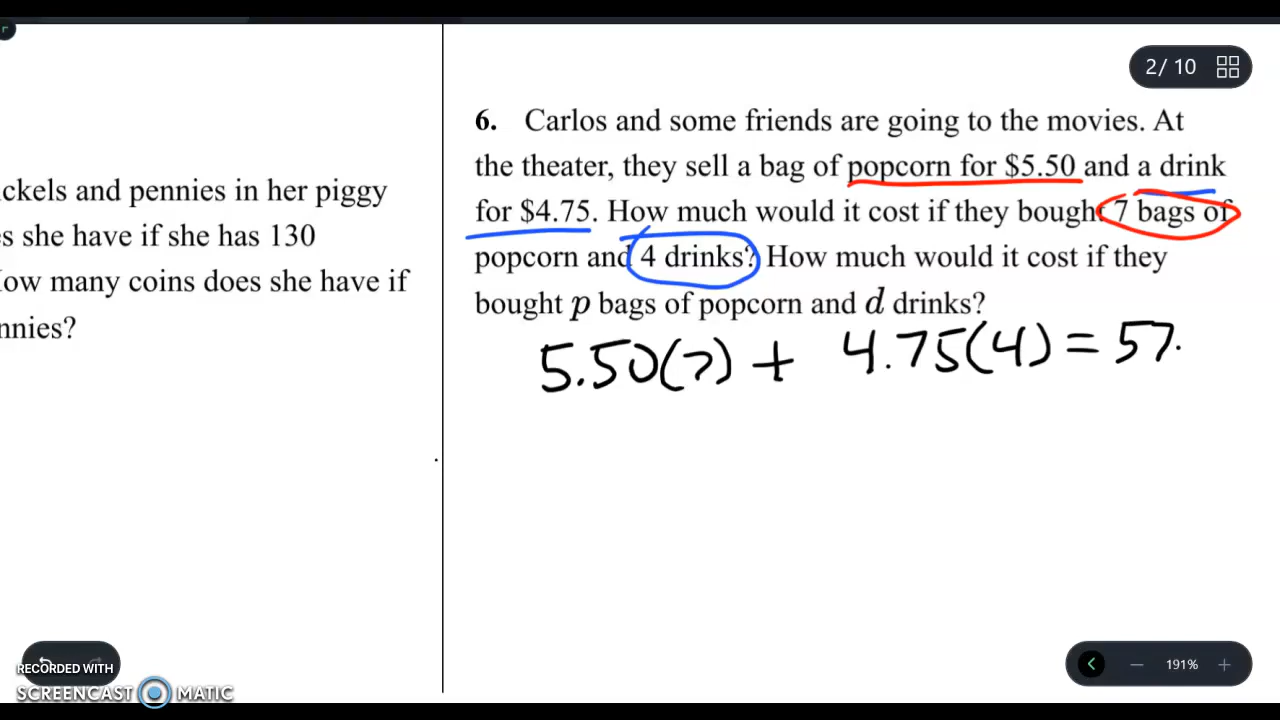 r
2/ 10
ickels and pennies in her piggy
es she have if she has 130
How many coins does she have if
nnies?
6. Carlos and some friends are going to the movies. At
the theater, they sell a bag of popcorn for $5.50 and a drink
for $4.75. How much would it cost if they bought 7 bags of
popcorn and 4 drinks? How much would it cost if they
bought p bags of popcorn and d drinks?
5.50(7) + 4.75(4) = 57.
RECORDED WITH
SCREENCAST MATIC
191%